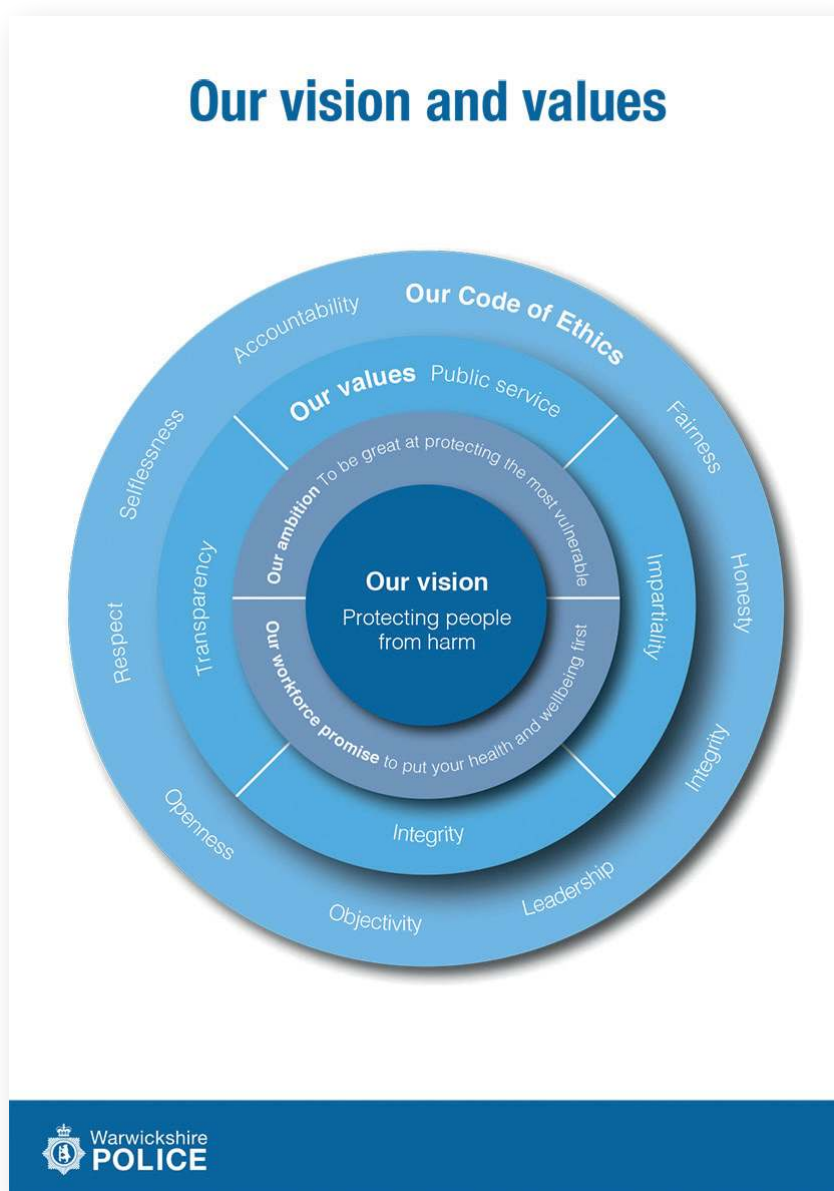 Our vision and values
Our Code of Ethics
Fairness
Honesty
Integrity
Leadership
Objectivity
Openness
Respect
Selflessness
Accountability
Our values Public service
Impartiality
Integrity
Transparency
Our ambition To be great at protecting the most vulnerable
Our workforce promise to put your health and wellbeing first
Our vision
Protecting people
from harm
Warwickshire
POLICE